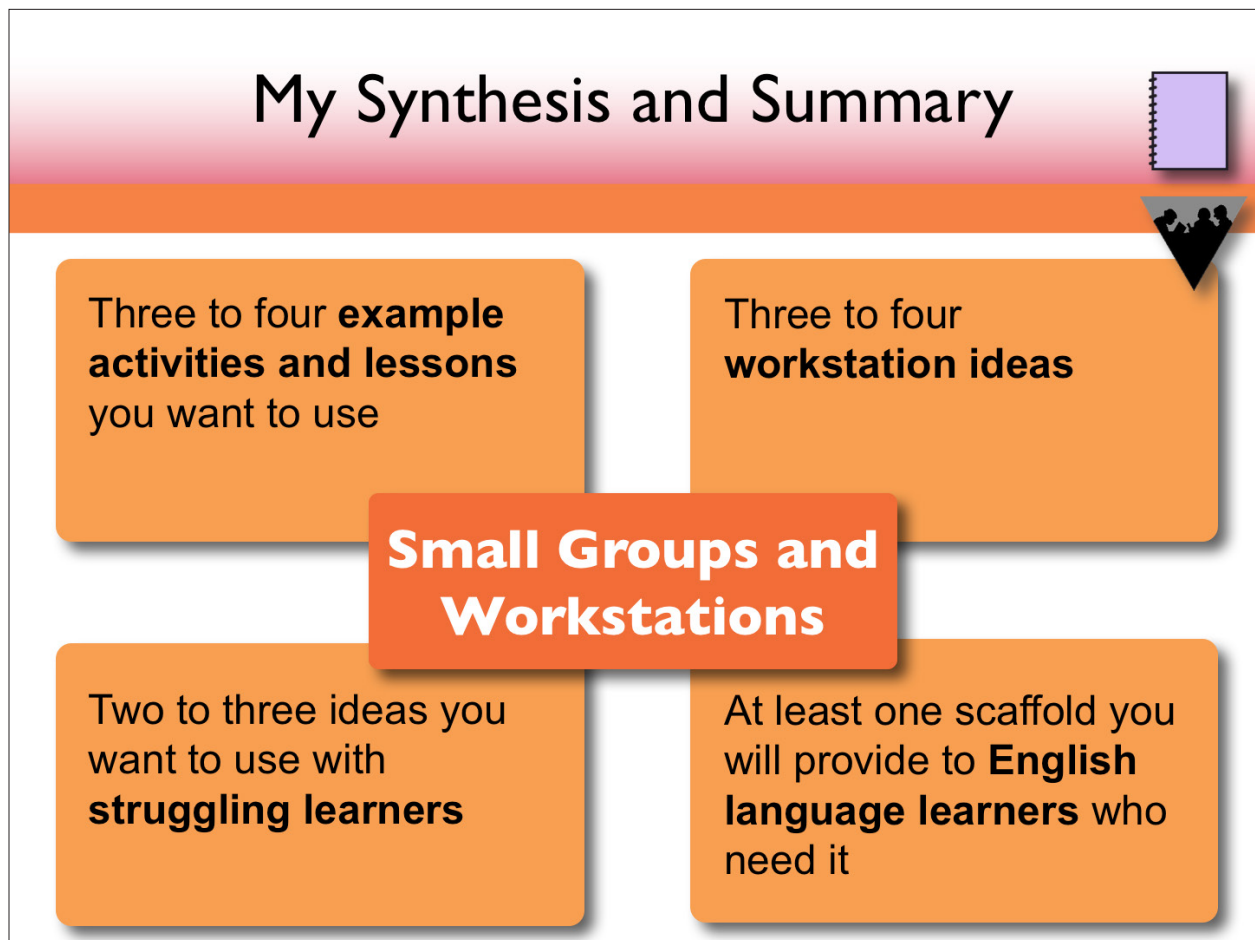 My Synthesis and Summary
Three to four example
activities and lessons
you want to use
Three to four
workstation ideas
Small Groups and
Workstations
Two to three ideas you
want to use with
struggling learners
At least one scaffold you
will provide to English
language learners who
need it